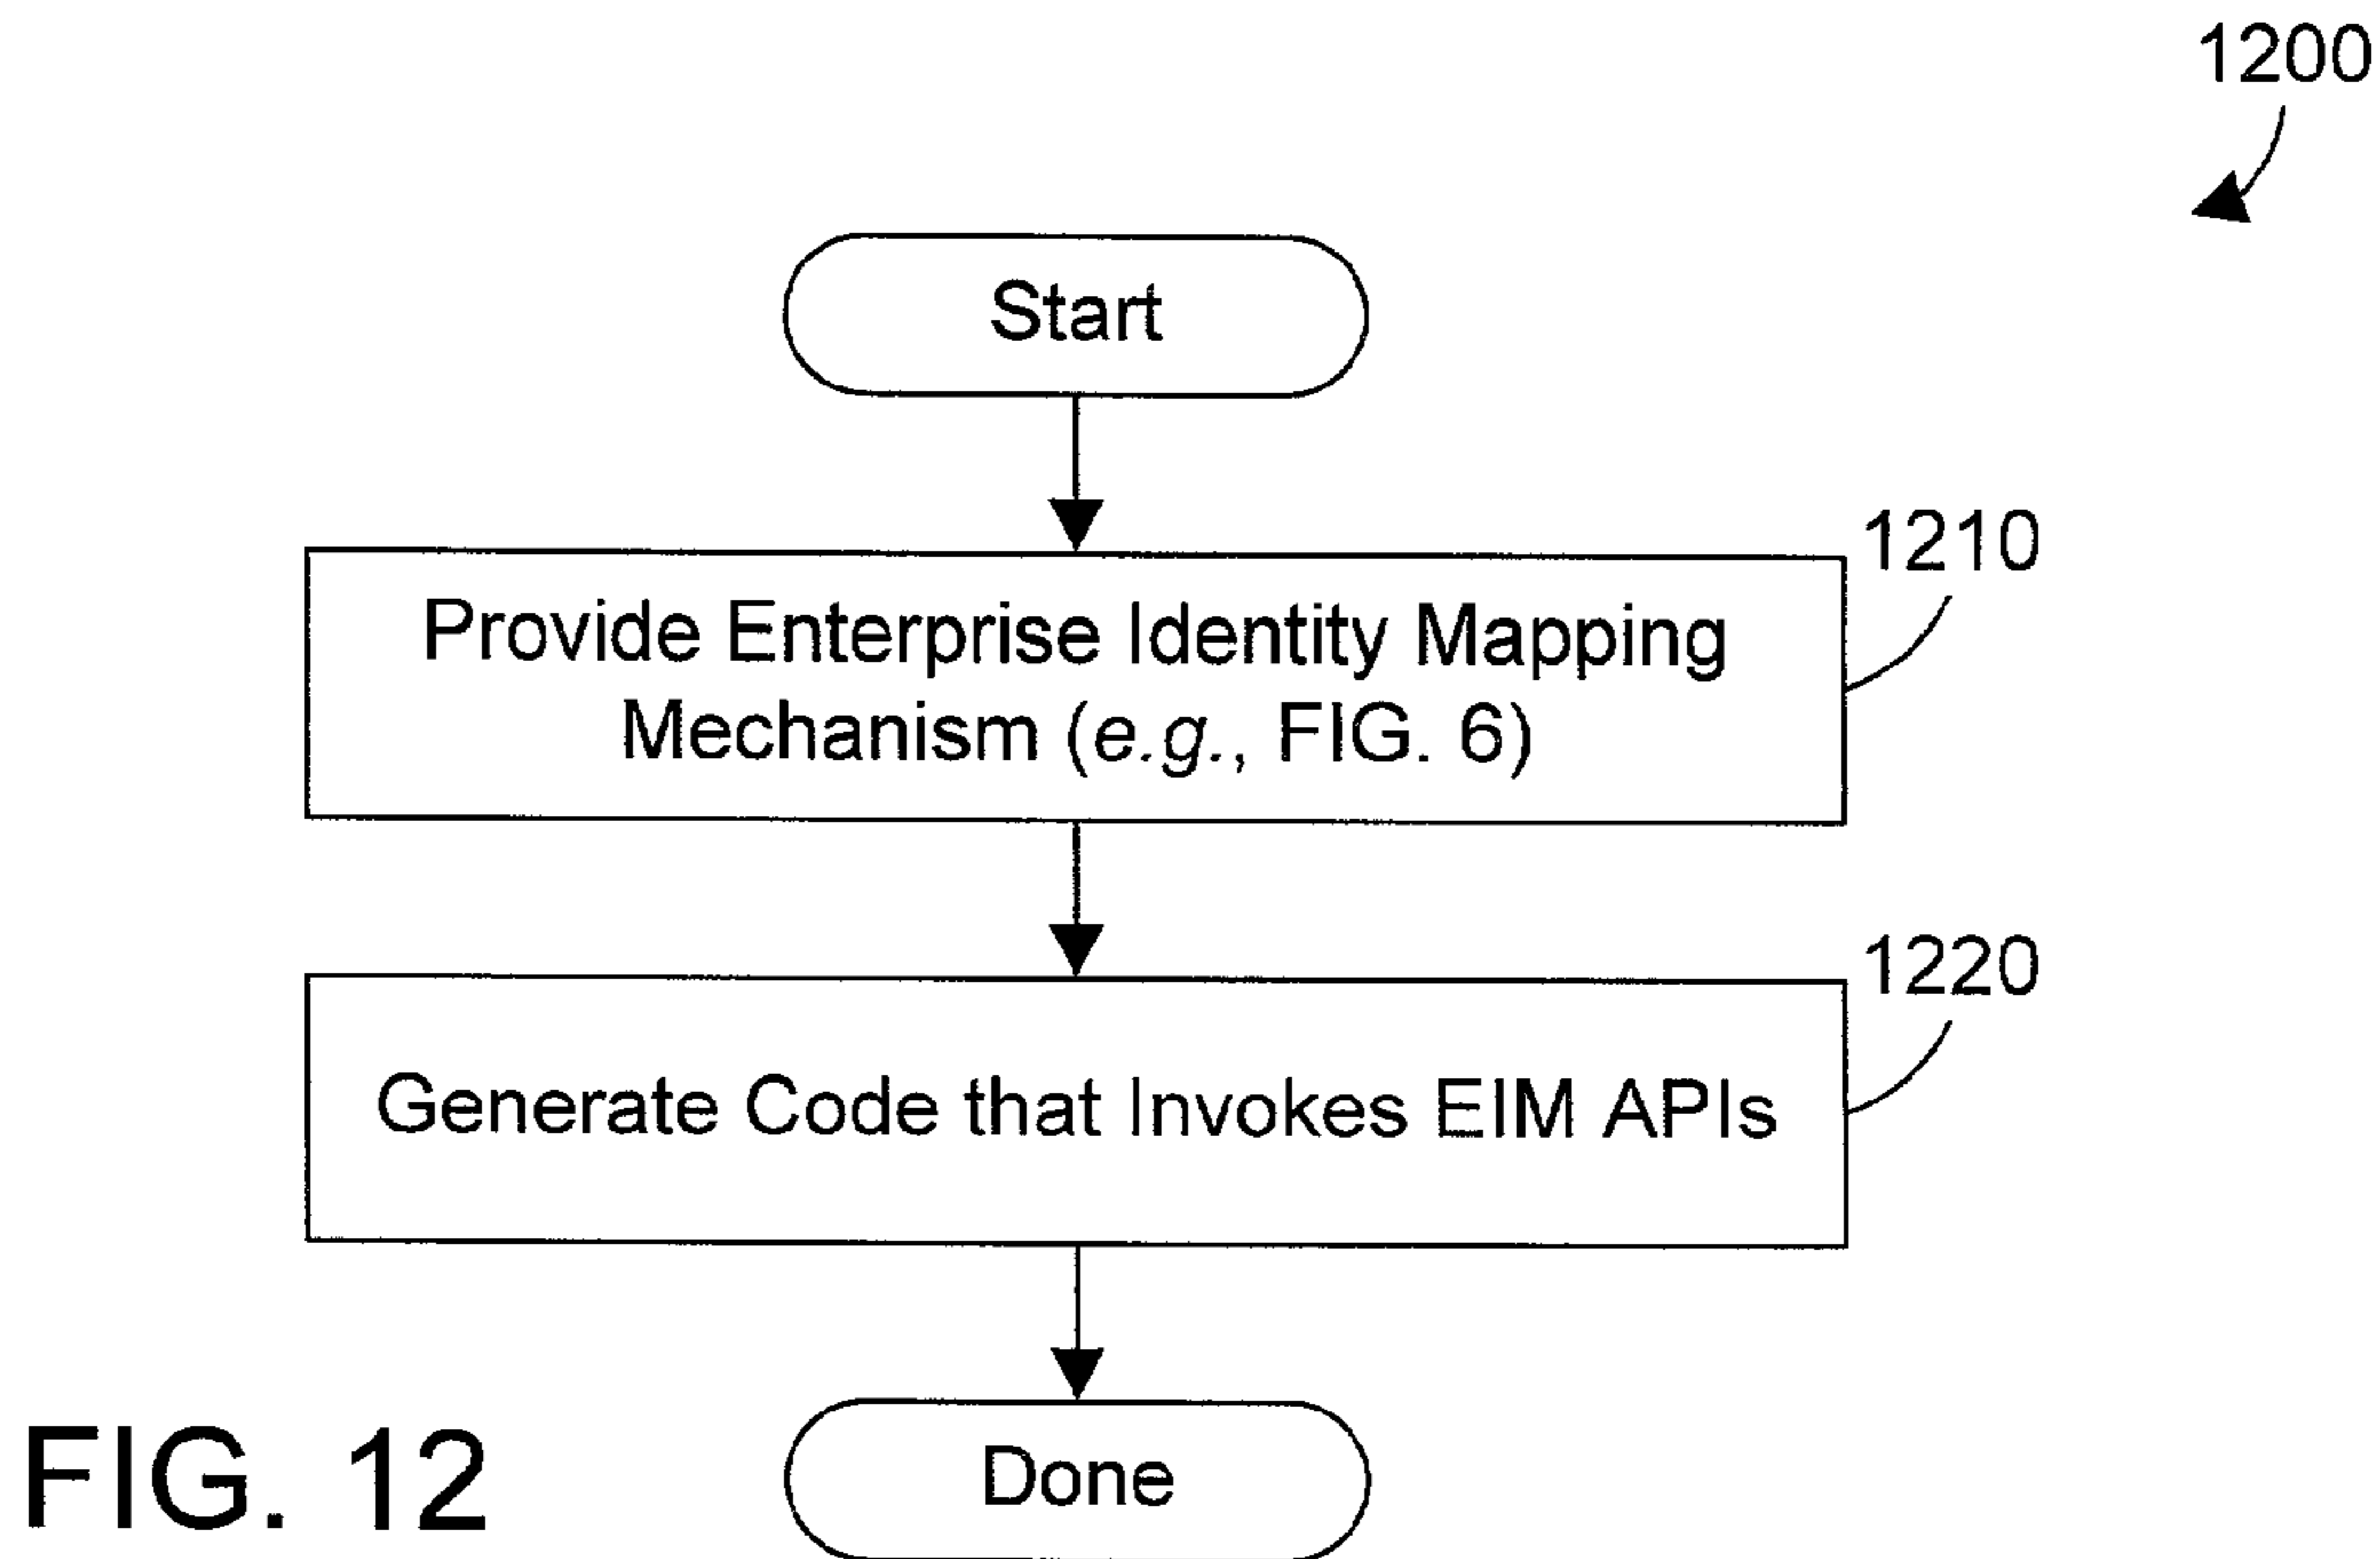 1200
Start
1210
Provide Enterprise Identity Mapping
Mechanism (e.g., FIG. 6)
1220
Generate Code that Invokes EIM APIs
Done
FIG. 12